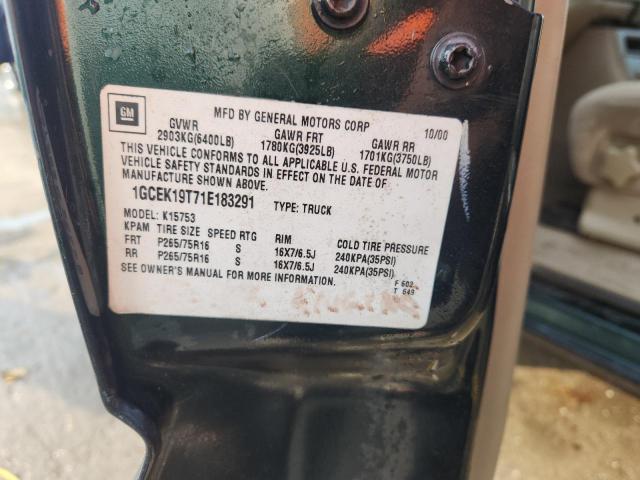 GM
MFD BY GENERAL MOTORS CORP 10/00
GVWR GAWR FRT GAWR RR
2903KG(6400LB) 1780KG(3925LB) 1701KG(3750LB)
THIS VEHICLE CONFORMS TO ALL APPLICABLE U.S. FEDERAL MOTOR
VEHICLE SAFETY STANDARDS IN EFFECT ON THE DATE OF
MANUFACTURE SHOWN ABOVE.
1GCEK19T71E183291 TYPE: TRUCK
MODEL: K15753
KPAM TIRE SIZE SPEED RTG RIM COLD TIRE PRESSURE
FRT P265/75R16 S 16X7/6.5J 240KPA(35PSI)
RR P265/75R16 S 16X7/6.5J 240KPA(35PSI)
SEE OWNER'S MANUAL FOR MORE INFORMATION.
F 602
T 649